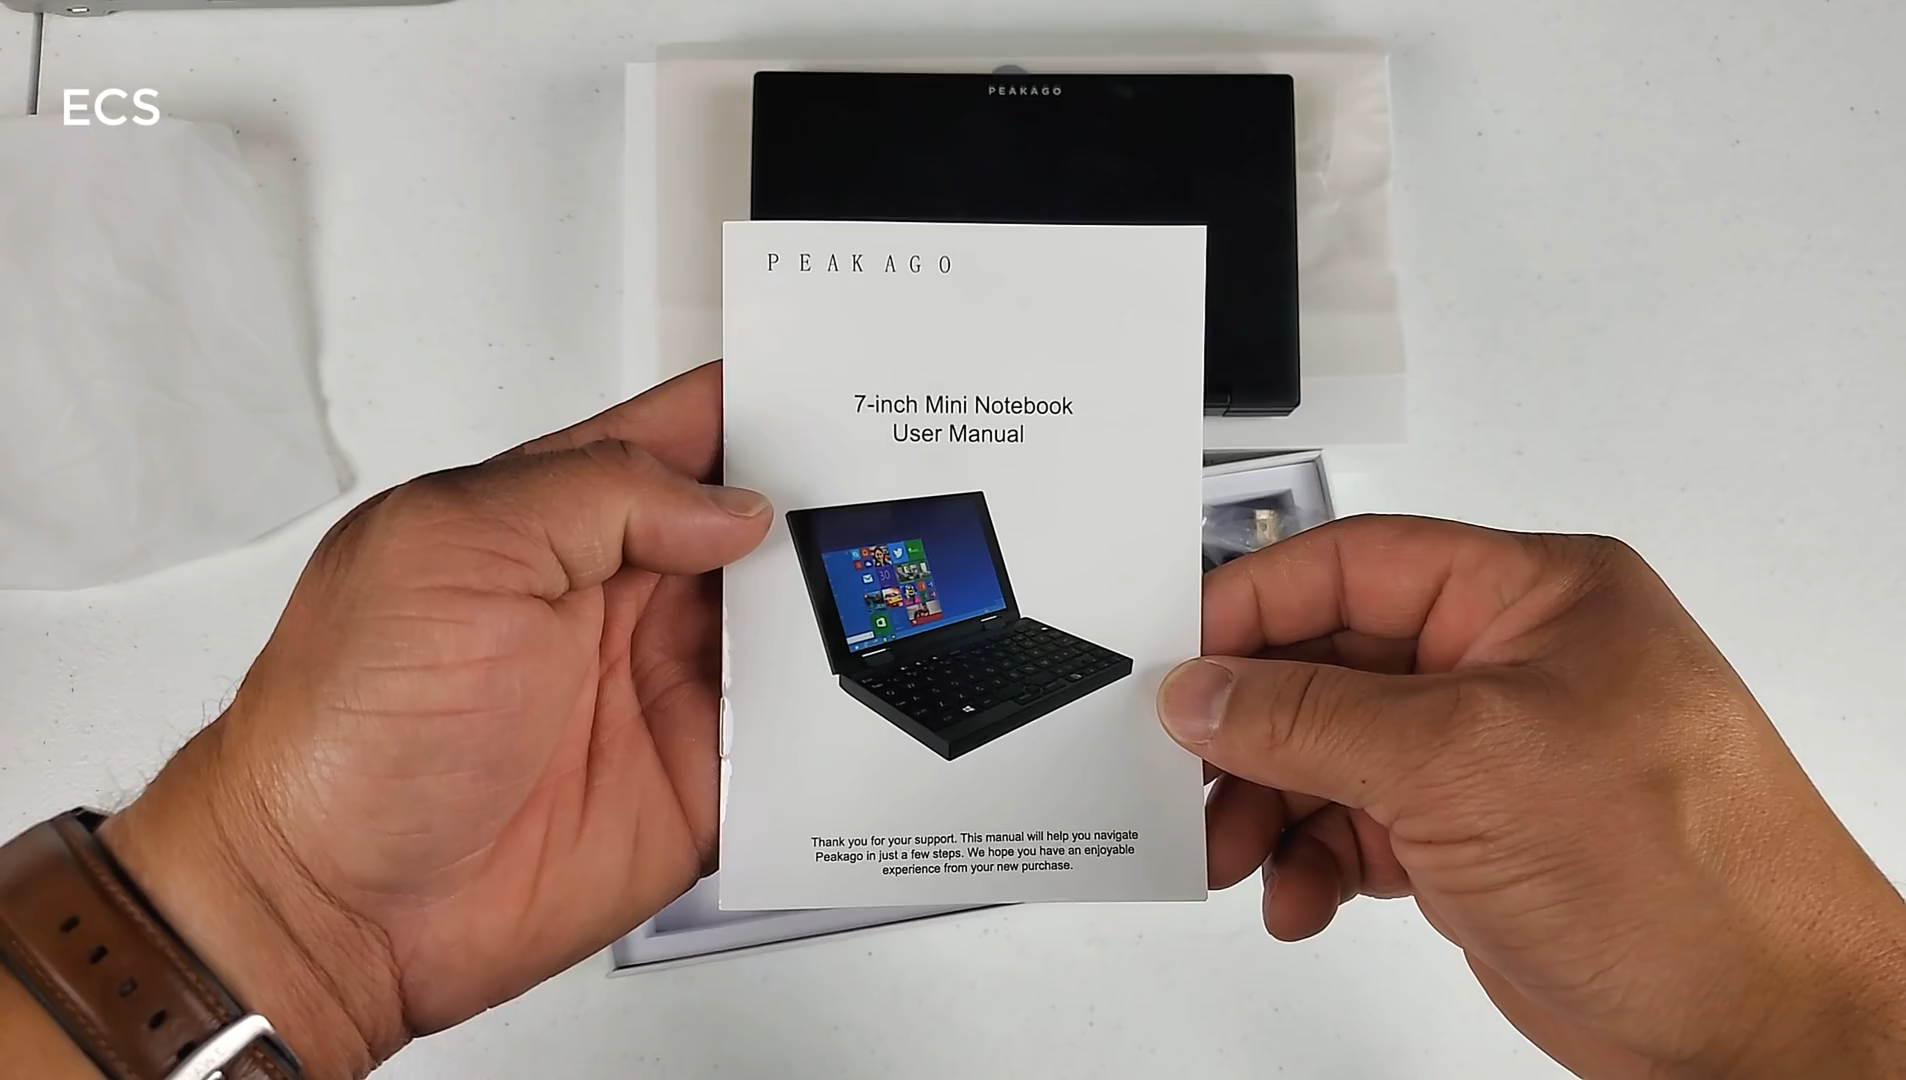 ECS
PEAKAGO
PEAKAGO
7-inch Mini Notebook
User Manual
30
Thank you for your support. This manual will help you navigate
Peakago in just a few steps. We hope you have an enjoyable
experience from your new purchase.